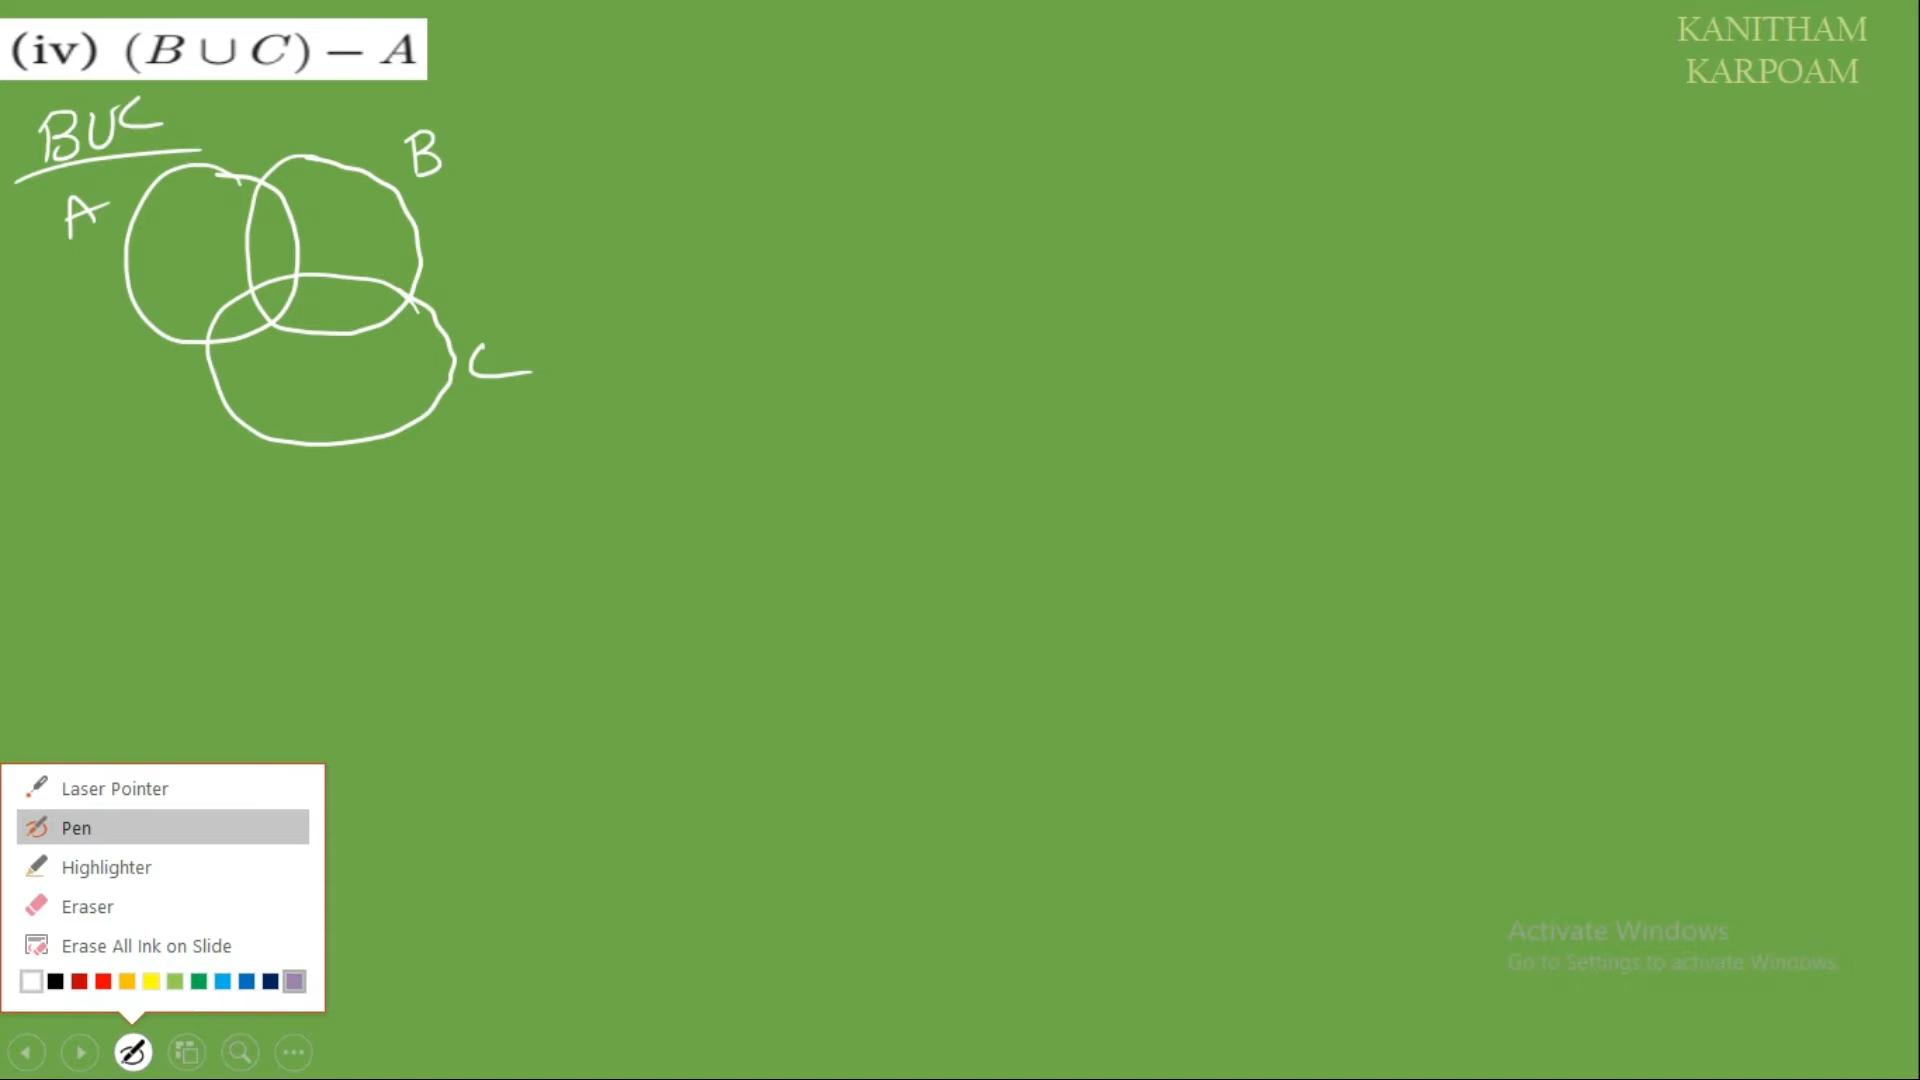 (iv) (B ∪ C) − A
KANITHAM
KARPOAM
B∪C
A
B
C
Laser Pointer
Pen
Highlighter
Eraser
Erase All Ink on Slide
Activate Windows
Go to Settings to activate Windows.